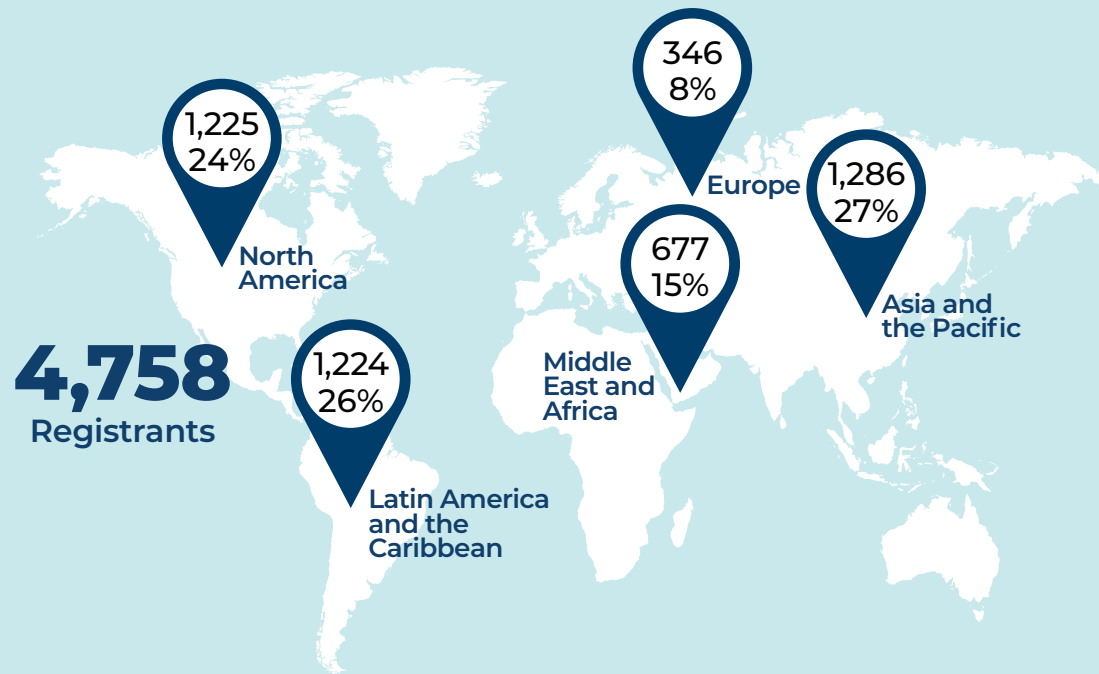 346
8%
Europe
1,225
24%
North
America
1,286
27%
Asia and
the Pacific
677
15%
Middle
East and
Africa
4,758
Registrants
1,224
26%
Latin America
and the
Caribbean